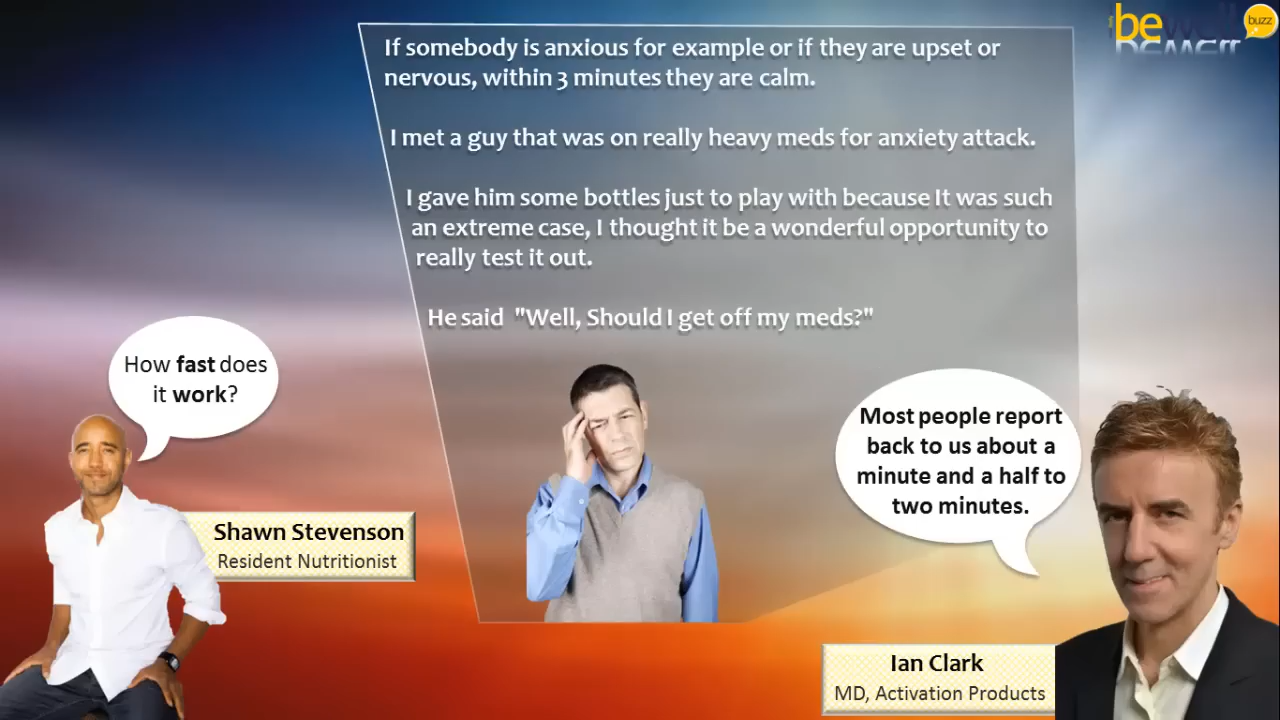 bewell
buzz
If somebody is anxious for example or if they are upset or
nervous, within 3 minutes they are calm.
I met a guy that was on really heavy meds for anxiety attack.
I gave him some bottles just to play with because It was such
an extreme case, I thought it be a wonderful opportunity to
really test it out.
He said "Well, Should I get off my meds?"
How fast does
it work?
Most people report
back to us about a
minute and a half to
two minutes.
Shawn Stevenson
Resident Nutritionist
Ian Clark
MD, Activation Products